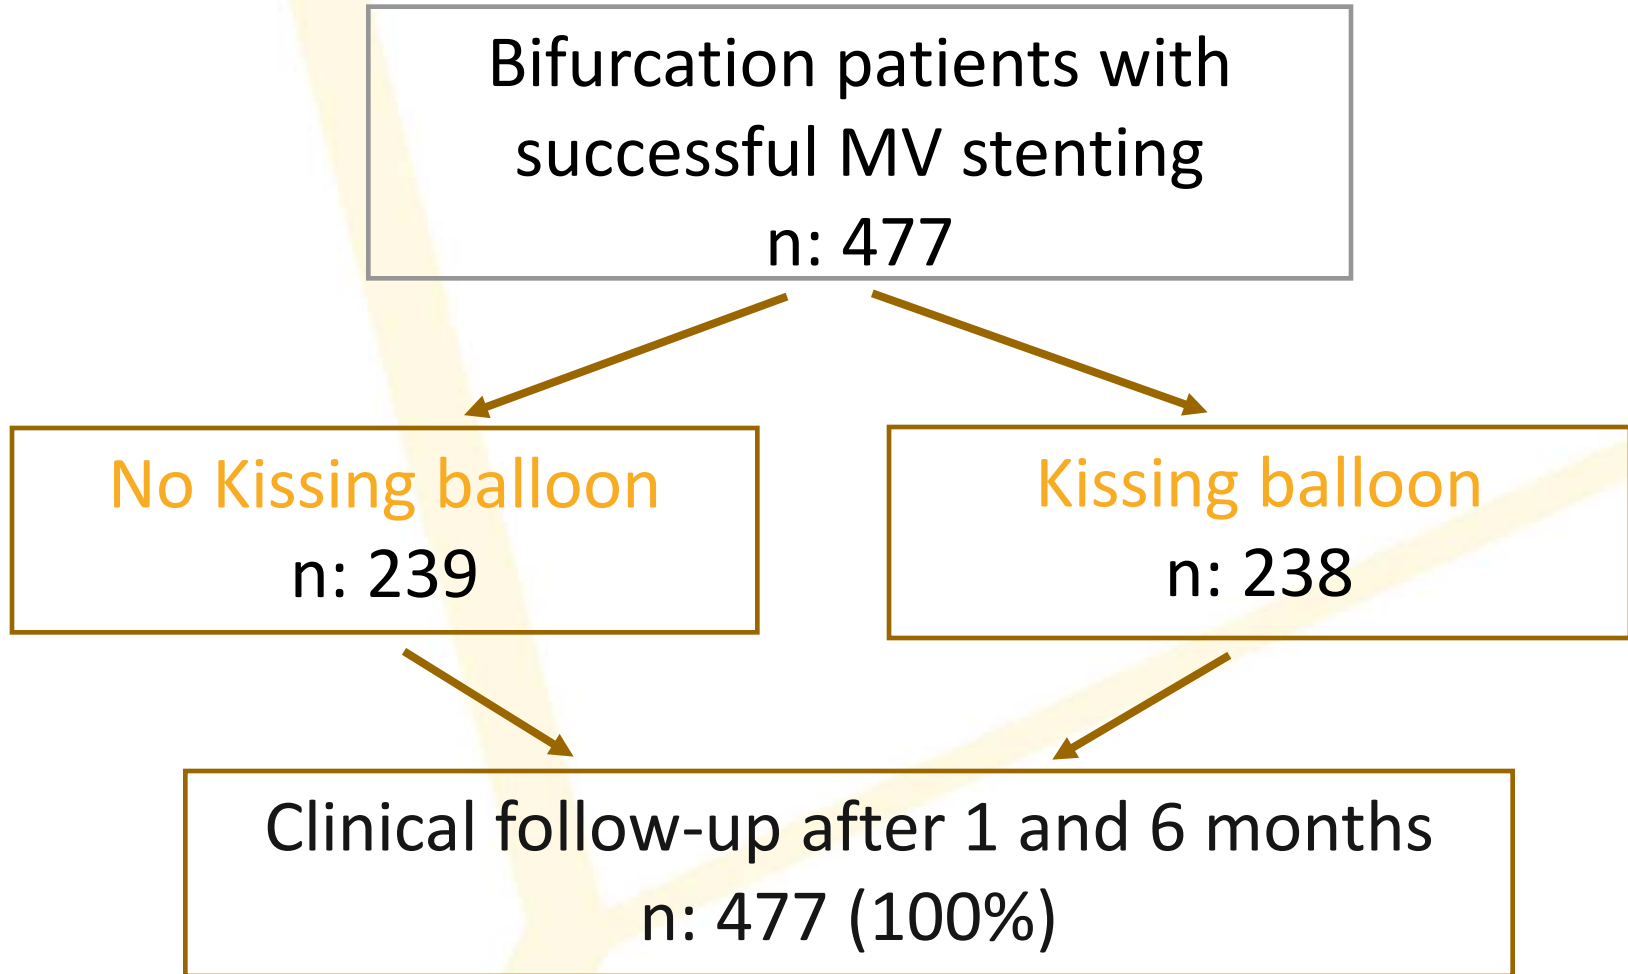 Bifurcation patients with
successful MV stenting
n: 477
No Kissing balloon
n: 239
Kissing balloon
n: 238
Clinical follow-up after 1 and 6 months
n: 477 (100%)